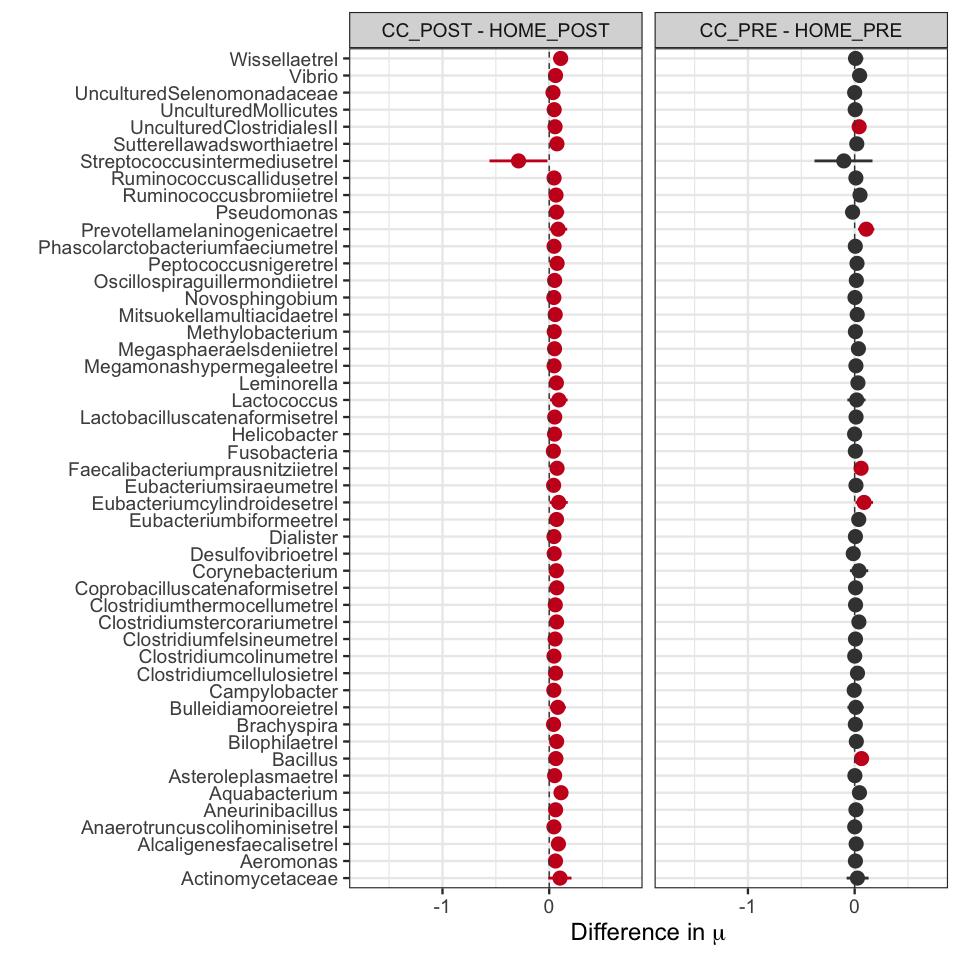 CC_POST - HOME_POST
CC_PRE - HOME_PRE
Wissellaetrel
Vibrio
UnculturedSelenomonadaceae
UnculturedMollicutes
UnculturedClostridialesII
Sutterellawadsworthiaetrel
Streptococcusintermediusetrel
Ruminococcuscallidusetrel
Ruminococcusbromiietrel
Pseudomonas
Prevotellamelaninogenicaetrel
Phascolarctobacteriumfaeciumetrel
Peptococcusnigeretrel
Oscillospiraguillermondiietrel
Novosphingobium
Mitsuokellamultiacidaetrel
Methylobacterium
Megasphaeraelsdeniietrel
Megamonashypermegaleetrel
Leminorella
Lactococcus
Lactobacilluscatenaformisetrel
Helicobacter
Fusobacteria
Faecalibacteriumprausnitziietrel
Eubacteriumsiraeumetrel
Eubacteriumcylindroidesetrel
Eubacteriumbiformeetrel
Dialister
Desulfovibrioetrel
Corynebacterium
Coprobacilluscatenaformisetrel
Clostridiumthermocellumetrel
Clostridiumstercorariumetrel
Clostridiumfelsineumetrel
Clostridiumcolinumetrel
Clostridiumcellulosietrel
Campylobacter
Bulleidiamooreietrel
Brachyspira
Bilophilaetrel
Bacillus
Asteroleplasmaetrel
Aquabacterium
Aneurinibacillus
Anaerotruncuscolihominisetrel
Alcaligenesfaecalisetrel
Aeromonas
Actinomycetaceae
-1 0 -1 0
Difference in μ